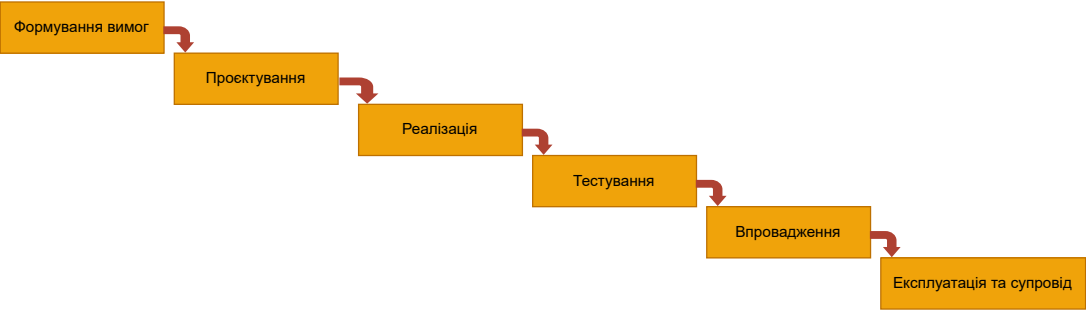 Формування вимог
Проєктування
Реалізація
Тестування
Впровадження
Експлуатація та супровід